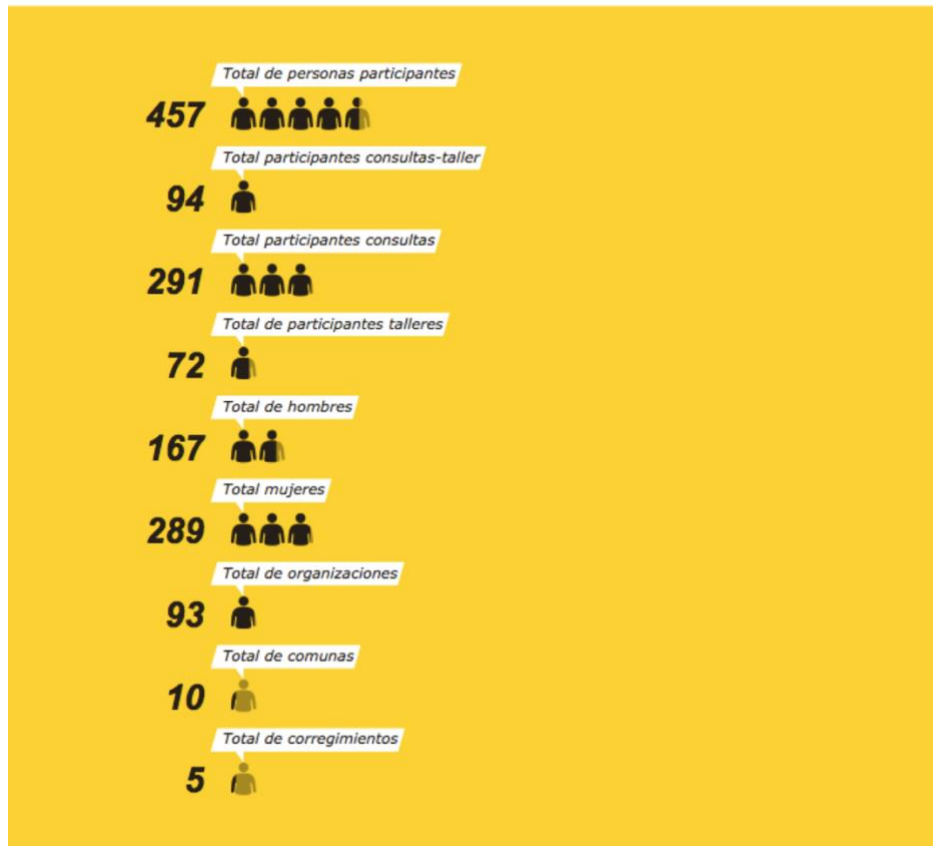 Total de personas participantes
457
Total participantes consultas-taller
94
Total participantes consultas
291
Total de participantes talleres
72
Total de hombres
167
Total mujeres
289
Total de organizaciones
93
Total de comunas
10
Total de corregimientos
5